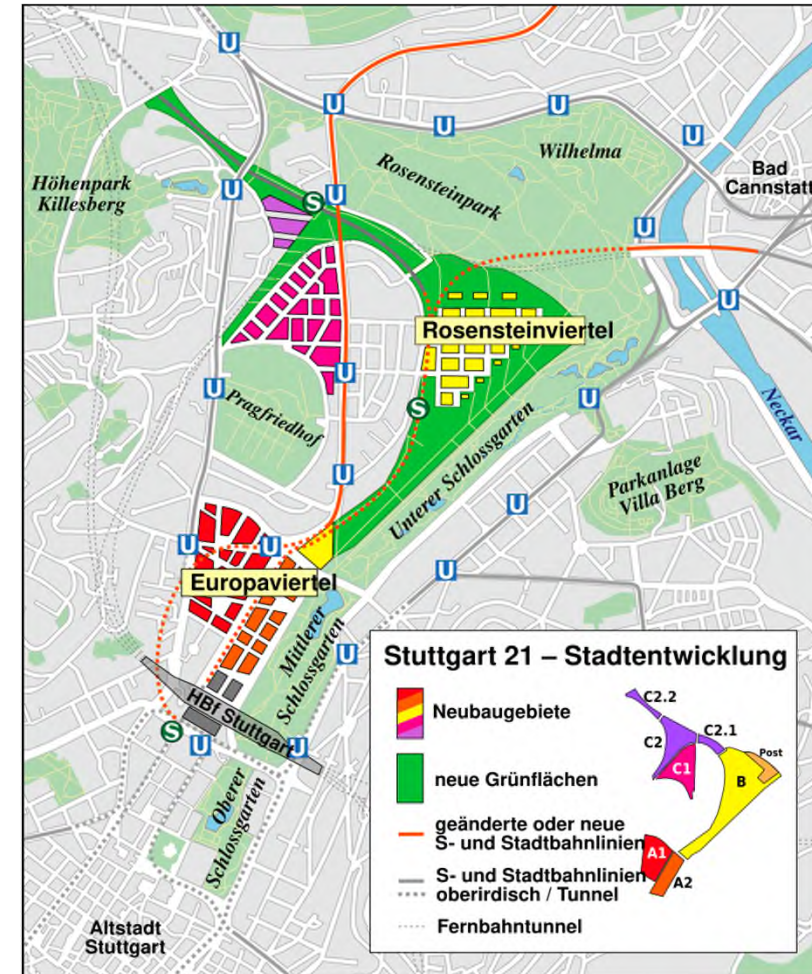 U
U
U
U
Wilhelma
U
Bad
Cannstatt
Höhenpark
Killesberg
U
U
Rosensteinpark
S
U
U
Rosensteinviertel
U
U
Pragfriedhof
S
U
Neckar
Unterer Schlossgarten
Parkanlage
Villa Berg
U
U
U
U
U
Europaviertel
Mittlerer
Schlossgarten
U
HBf Stuttgart
S
U
U
Oberer
Schlossgarten
Altstadt
Stuttgart
Stuttgart 21 – Stadtentwicklung
Neubaugebiete
neue Grünflächen
geänderte oder neue
S- und Stadtbahnlinien
S- und Stadtbahnlinien
oberirdisch / Tunnel
Fernbahntunnel
C2.2
C2.1
C2
C1
Post
B
A1
A2